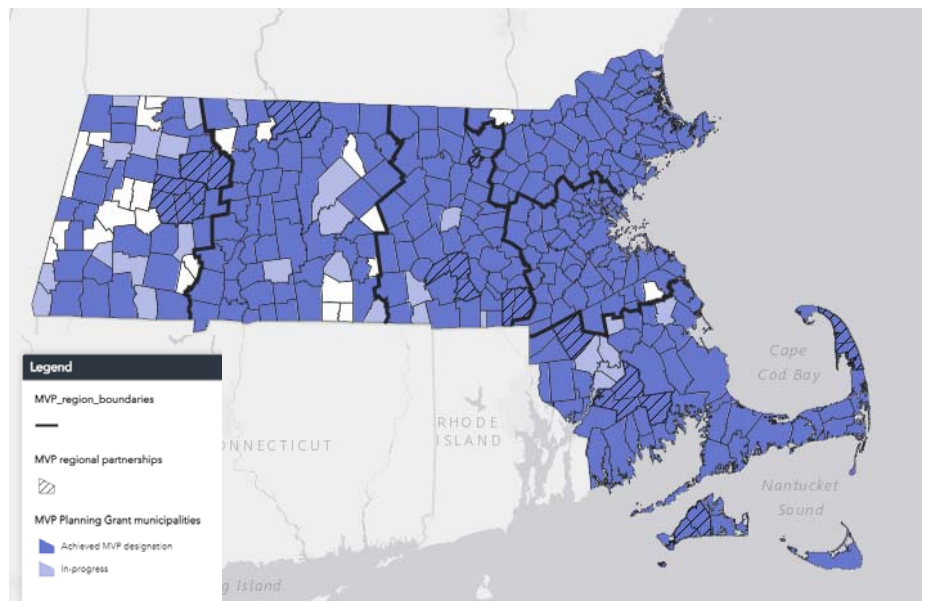 Cape
Cod Bay
RHODE
ISLAND
ONNECTICUT
Nantucket
Sound
g Island
Legend
MVP_region_boundaries
MVP regional partnerships
MVP Planning Grant municipalities
Achieved MVP designation
In-progress